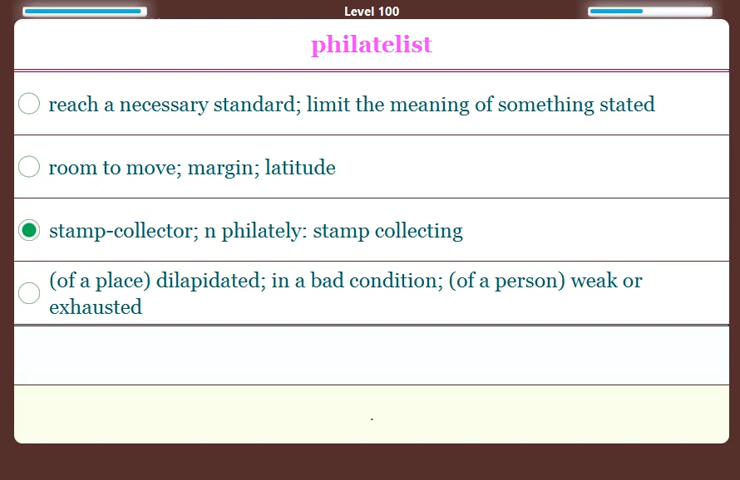 Level 100
philatelist
reach a necessary standard; limit the meaning of something stated
room to move; margin; latitude
stamp-collector; n philately: stamp collecting
(of a place) dilapidated; in a bad condition; (of a person) weak or
exhausted
.